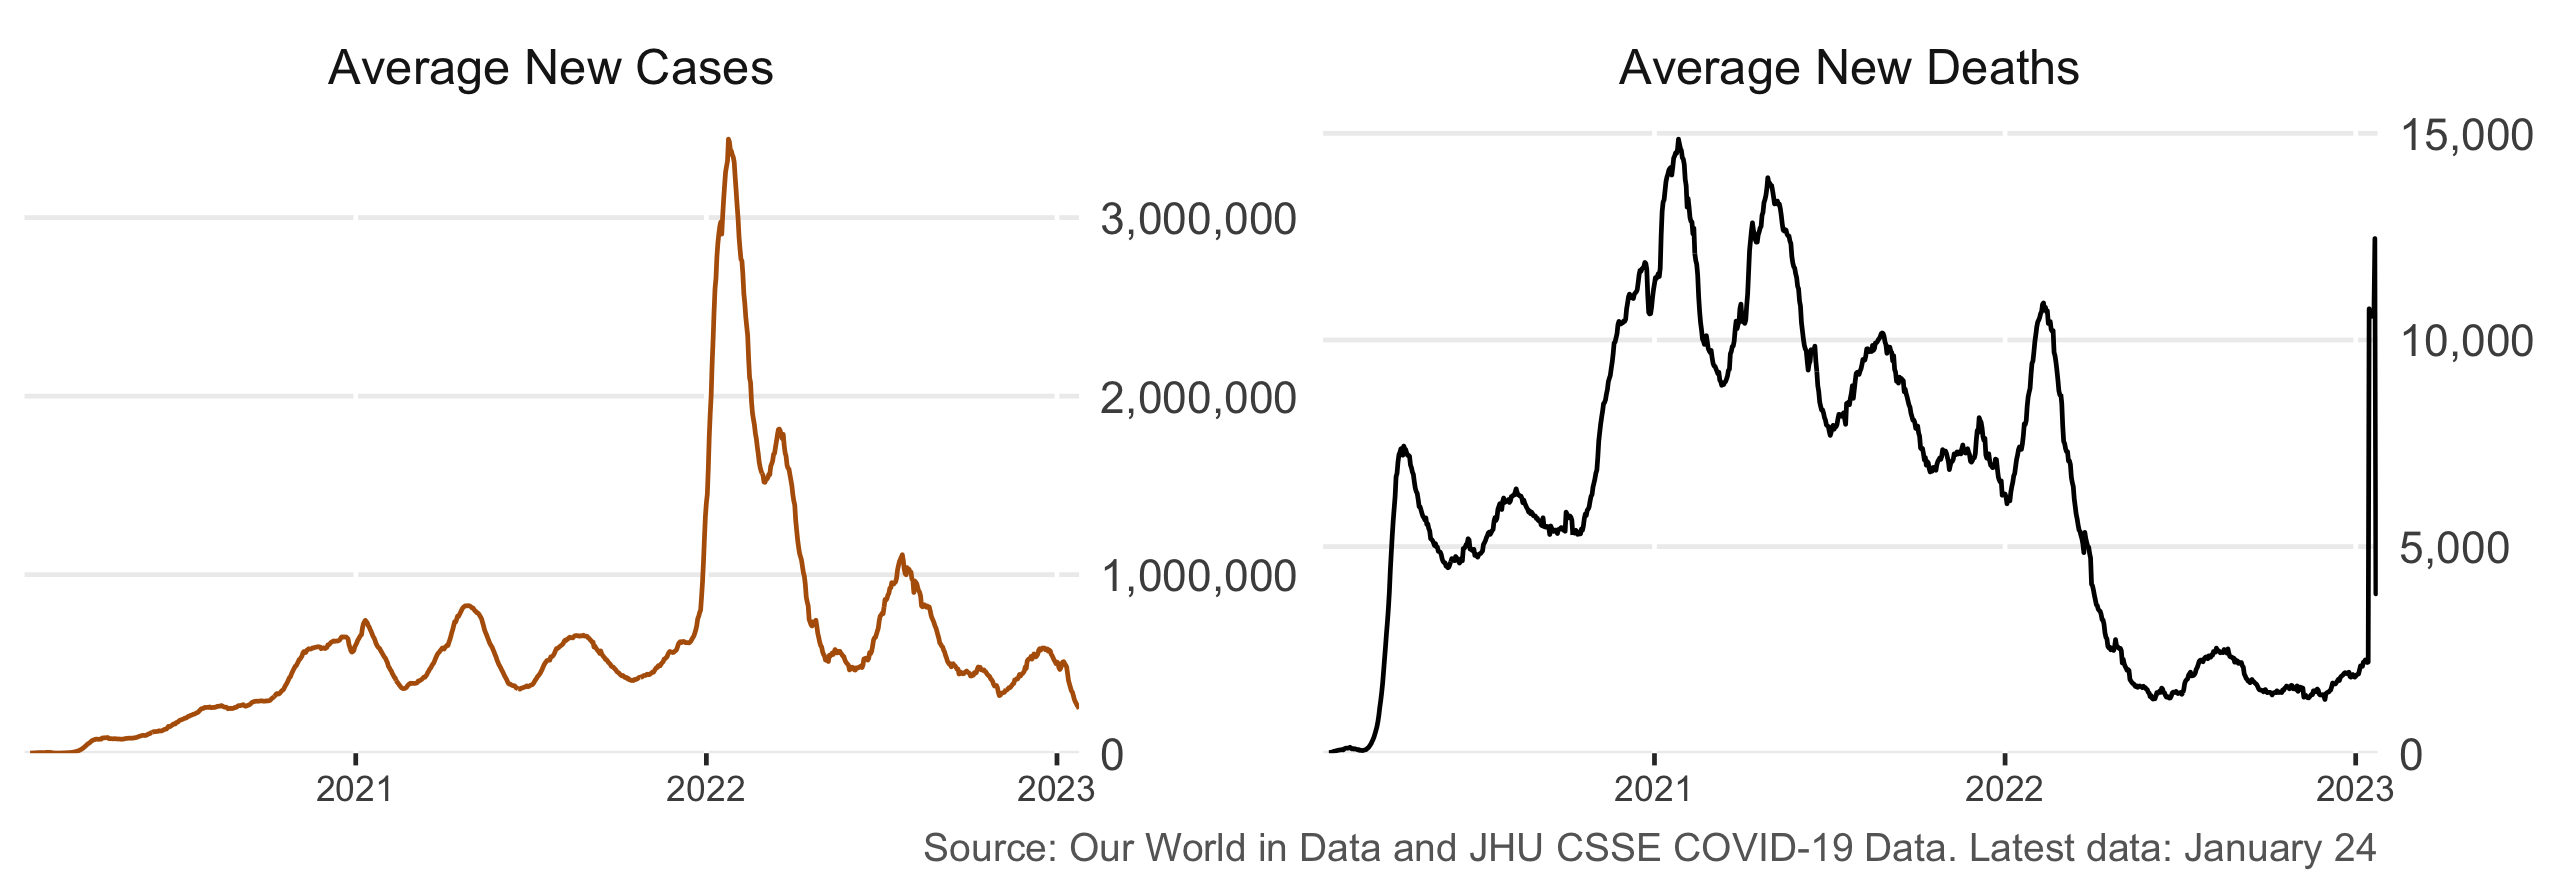 Average New Cases
3,000,000
2,000,000
1,000,000
0
2021 2022 2023
Average New Deaths
15,000
10,000
5,000
0
2021 2022 2023
Source: Our World in Data and JHU CSSE COVID-19 Data. Latest data: January 24